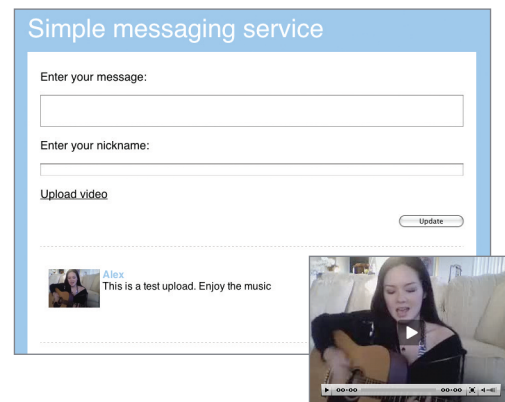 Simple messaging service
Enter your message:
Enter your nickname:
Upload video
Update
Alex
This is a test upload. Enjoy the music
00:00
00:00